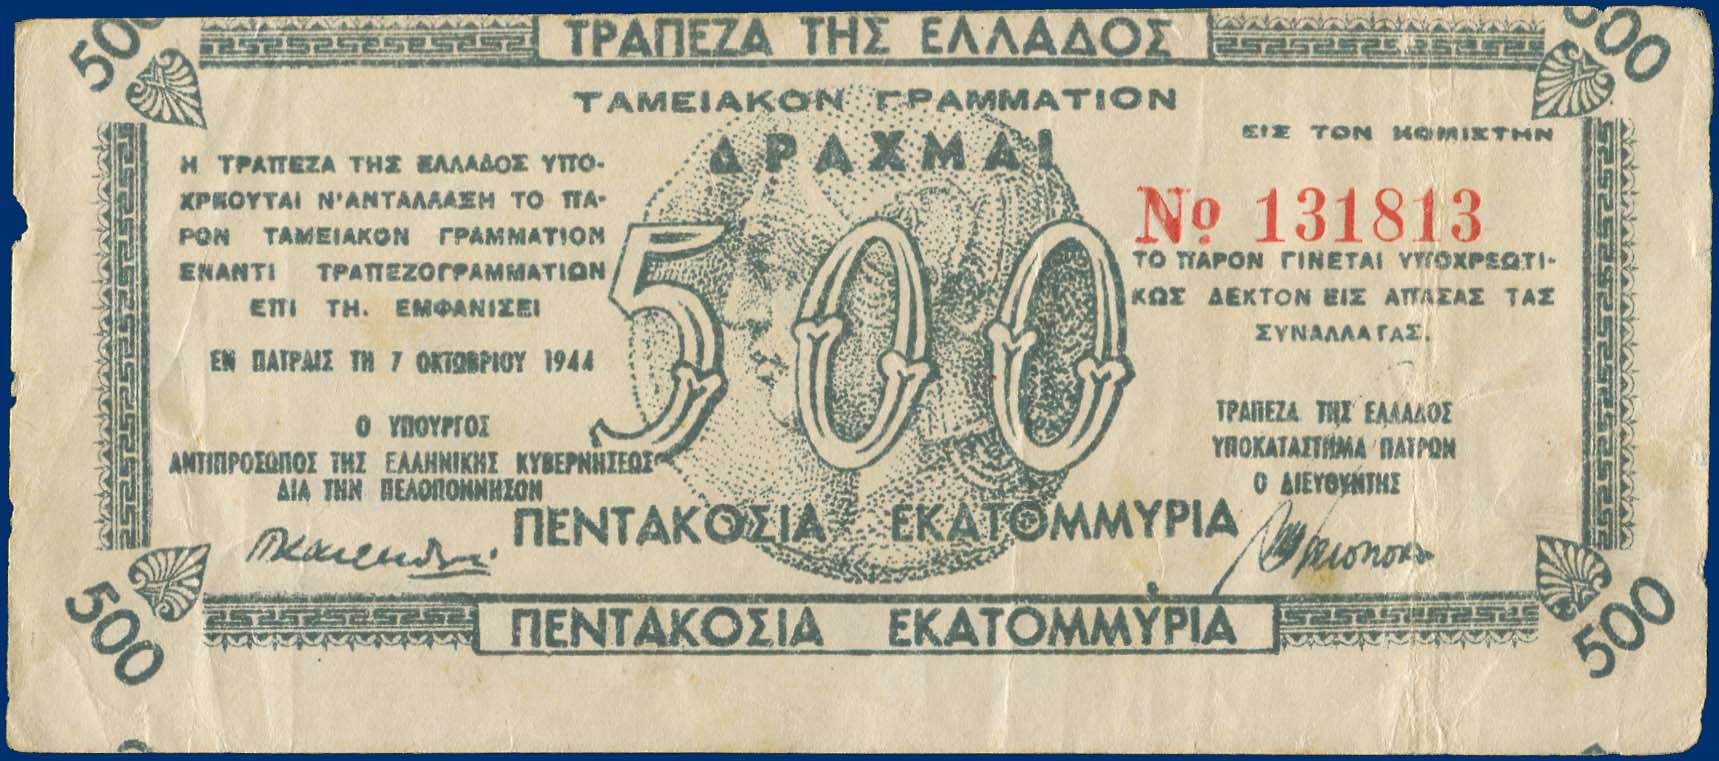 500
ΤΡΑΠΕΖΑ ΤΗΣ ΕΛΛΑΔΟΣ
500
ΤΑΜΕΙΑΚΟΝ ΓΡΑΜΜΑΤΙΟΝ
ΔΡΑΧΜΑΙ
Η ΤΡΑΠΕΖΑ ΤΗΣ ΕΛΛΑΔΟΣ ΥΠΟ-
ΧΡΕΟΥΤΑΙ Ν'ΑΝΤΑΛΛΑΞΗ ΤΟ ΠΑ-
ΡΟΝ ΤΑΜΕΙΑΚΟΝ ΓΡΑΜΜΑΤΙΟΝ
ΕΝΑΝΤΙ ΤΡΑΠΕΖΟΓΡΑΜΜΑΤΙΩΝ
ΕΠΙ ΤΗ. ΕΜΦΑΝΙΣΕΙ
ΕΝ ΠΑΤΡΑΙΣ ΤΗ 7 ΟΚΤΩΒΡΙΟΥ 1944
Ο ΥΠΟΥΡΓΟΣ
ΑΝΤΙΠΡΟΣΩΠΟΣ ΤΗΣ ΕΛΛΗΝΙΚΗΣ ΚΥΒΕΡΝΗΣΕΩΣ
ΔΙΑ ΤΗΝ ΠΕΛΟΠΟΝΝΗΣΟΝ
500
ΕΙΣ ΤΟΝ ΚΟΜΙΣΤΗΝ
Νο 131813
ΤΟ ΠΑΡΟΝ ΓΙΝΕΤΑΙ ΥΠΟΧΡΕΩΤΙ-
ΚΩΣ ΔΕΚΤΟΝ ΕΙΣ ΑΠΑΣΑΣ ΤΑΣ
ΣΥΝΑΛΛΑΓΑΣ.
ΤΡΑΠΕΖΑ ΤΗΣ ΕΛΛΑΔΟΣ
ΥΠΟΚΑΤΑΣΤΗΜΑ ΠΑΤΡΩΝ
Ο ΔΙΕΥΘΥΝΤΗΣ
ΠΕΝΤΑΚΟΣΙΑ ΕΚΑΤΟΜΜΥΡΙΑ
500
ΠΕΝΤΑΚΟΣΙΑ ΕΚΑΤΟΜΜΥΡΙΑ
500